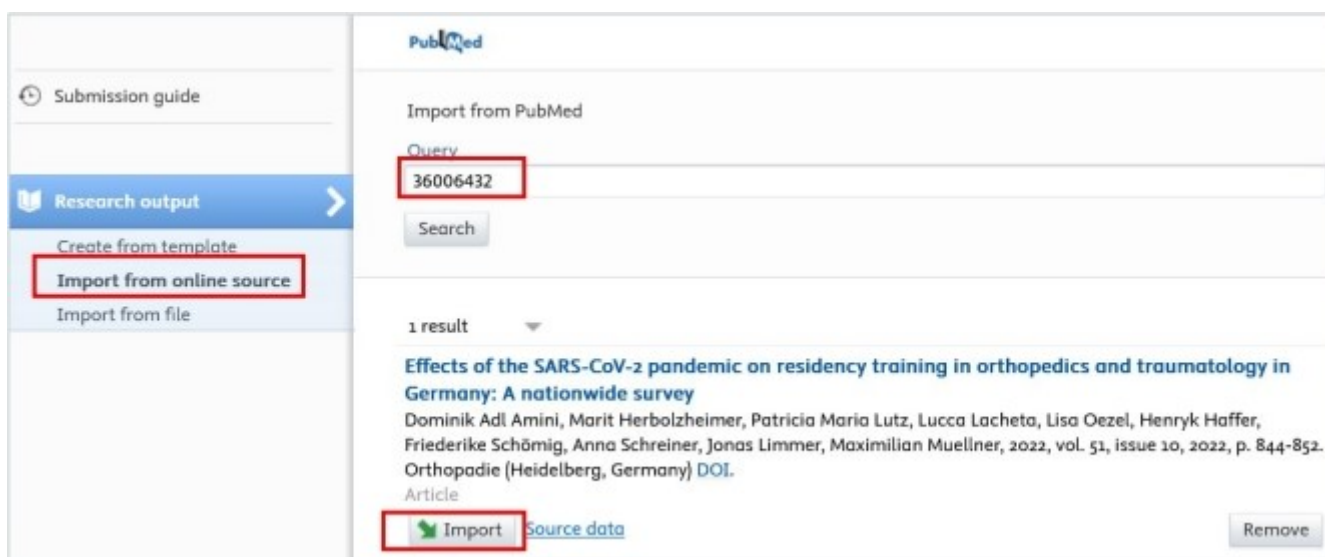 PubMed
Submission guide
Import from PubMed
Query
36006432
Research output
Search
Create from template
Import from online source
Import from file
1 result
Effects of the SARS-CoV-2 pandemic on residency training in orthopedics and traumatology in
Germany: A nationwide survey
Dominik Adl Amini, Marit Herbolzheimer, Patricia Maria Lutz, Lucca Lacheta, Lisa Oezel, Henryk Haffer,
Friederike Schömig, Anna Schreiner, Jonas Limmer, Maximilian Muellner, 2022, vol. 51, issue 10, 2022, p. 844-852.
Orthopadie (Heidelberg, Germany) DOI.
Article
Import Source data
Remove